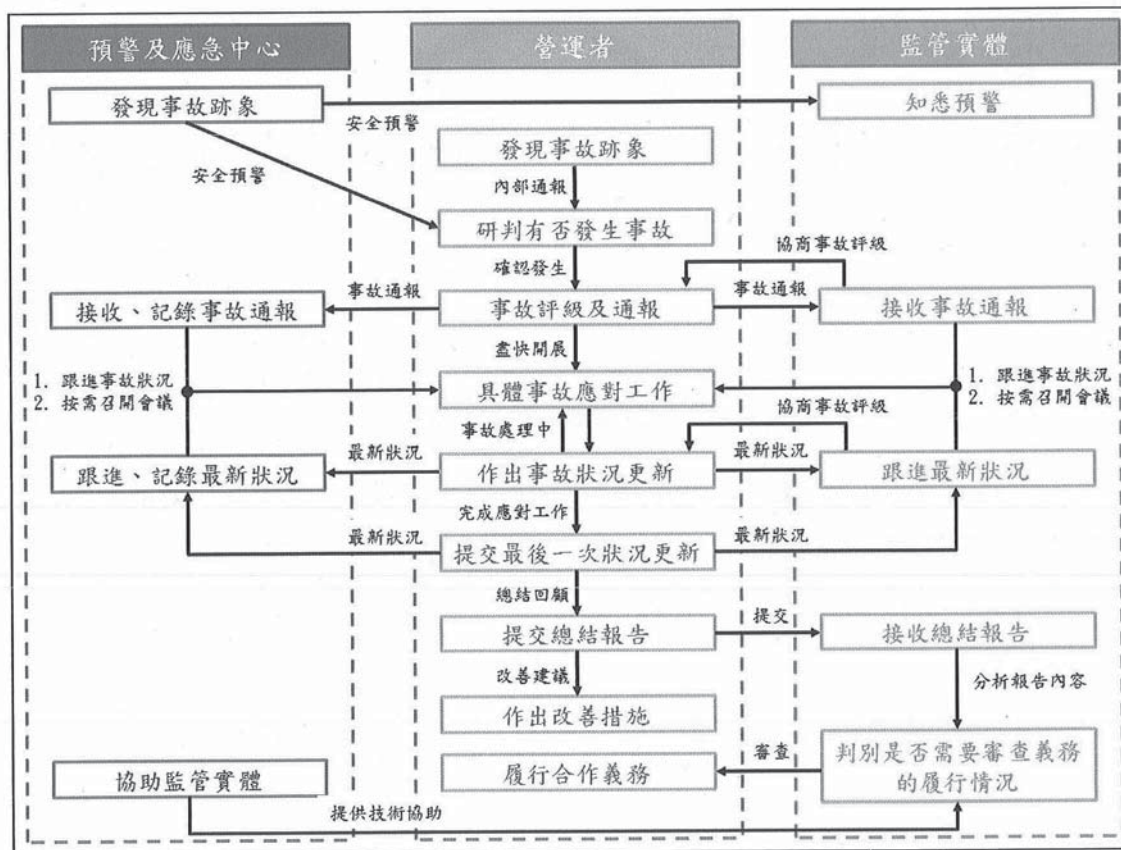 預警及應急中心
營運者
監管實體
發現事故跡象
安全預警
知悉預警
安全預警
發現事故跡象
內部通報
研判有否發生事故
確認發生
協商事故評級
接收、記錄事故通報
事故通報
事故評級及通報
事故通報
接收事故通報
盡快開展
1. 跟進事故狀況
2. 按需召開會議
具體事故應對工作
1. 跟進事故狀況
2. 按需召開會議
事故處理中
協商事故評級
跟進、記錄最新狀況
最新狀況
作出事故狀況更新
最新狀況
跟進最新狀況
完成應對工作
最新狀況
提交最後一次狀況更新
最新狀況
總結回顧
提交總結報告
提交
接收總結報告
改善建議
分析報告內容
作出改善措施
履行合作義務
審查
判別是否需要審查義務
的履行情況
協助監管實體
提供技術協助